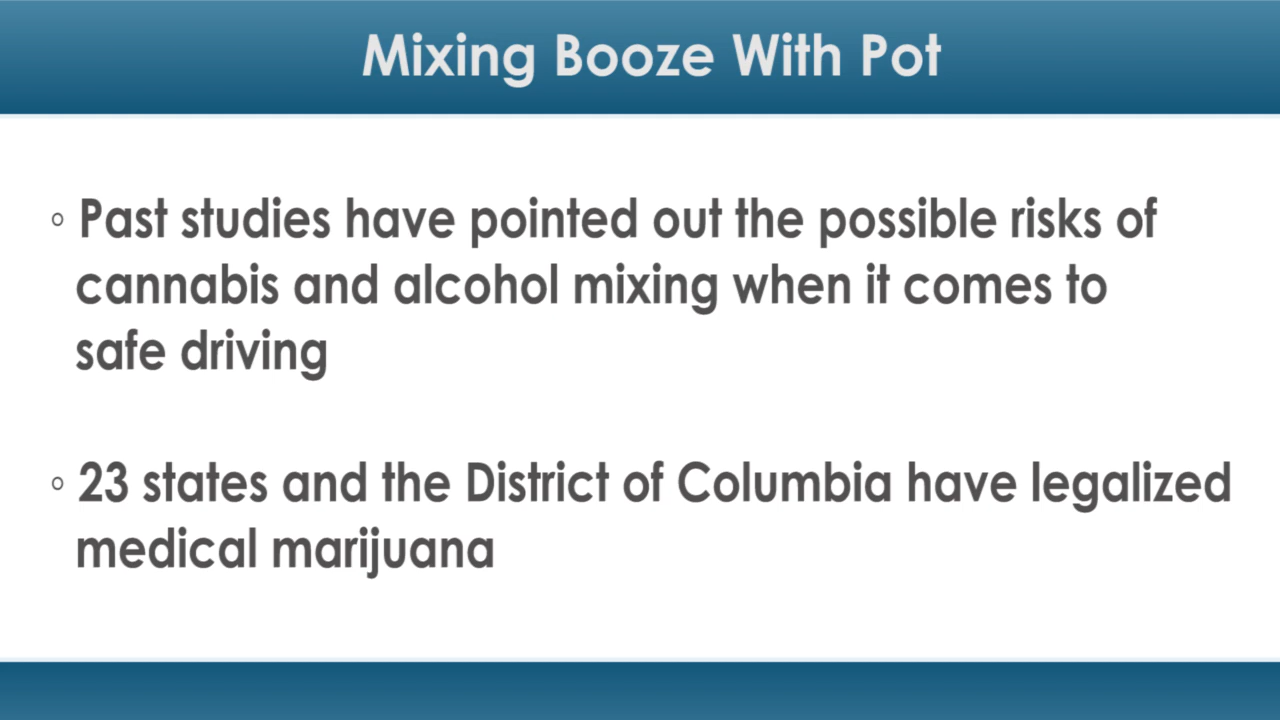 Mixing Booze With Pot
◦ Past studies have pointed out the possible risks of
cannabis and alcohol mixing when it comes to
safe driving
◦ 23 states and the District of Columbia have legalized
medical marijuana